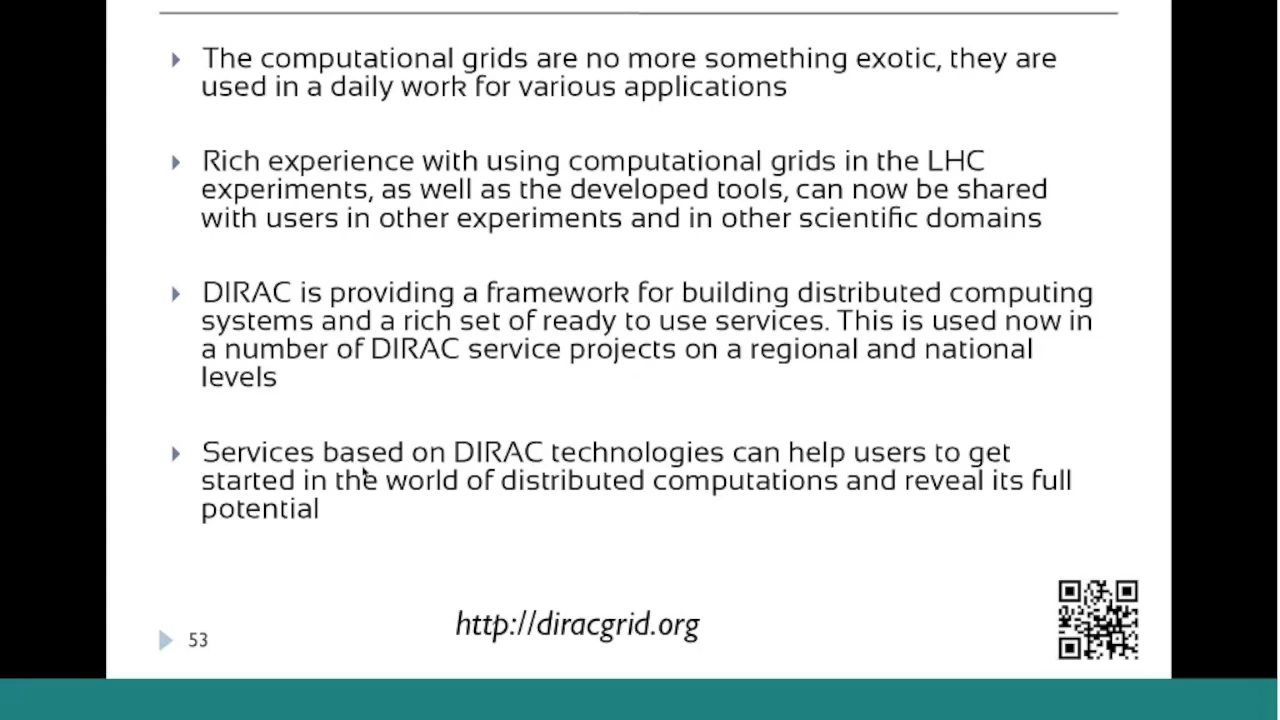 The computational grids are no more something exotic, they are
used in a daily work for various applications
Rich experience with using computational grids in the LHC
experiments, as well as the developed tools, can now be shared
with users in other experiments and in other scientific domains
DIRAC is providing a framework for building distributed computing
systems and a rich set of ready to use services. This is used now in
a number of DIRAC service projects on a regional and national
levels
Services based on DIRAC technologies can help users to get
started in the world of distributed computations and reveal its full
potential
http://diracgrid.org
53